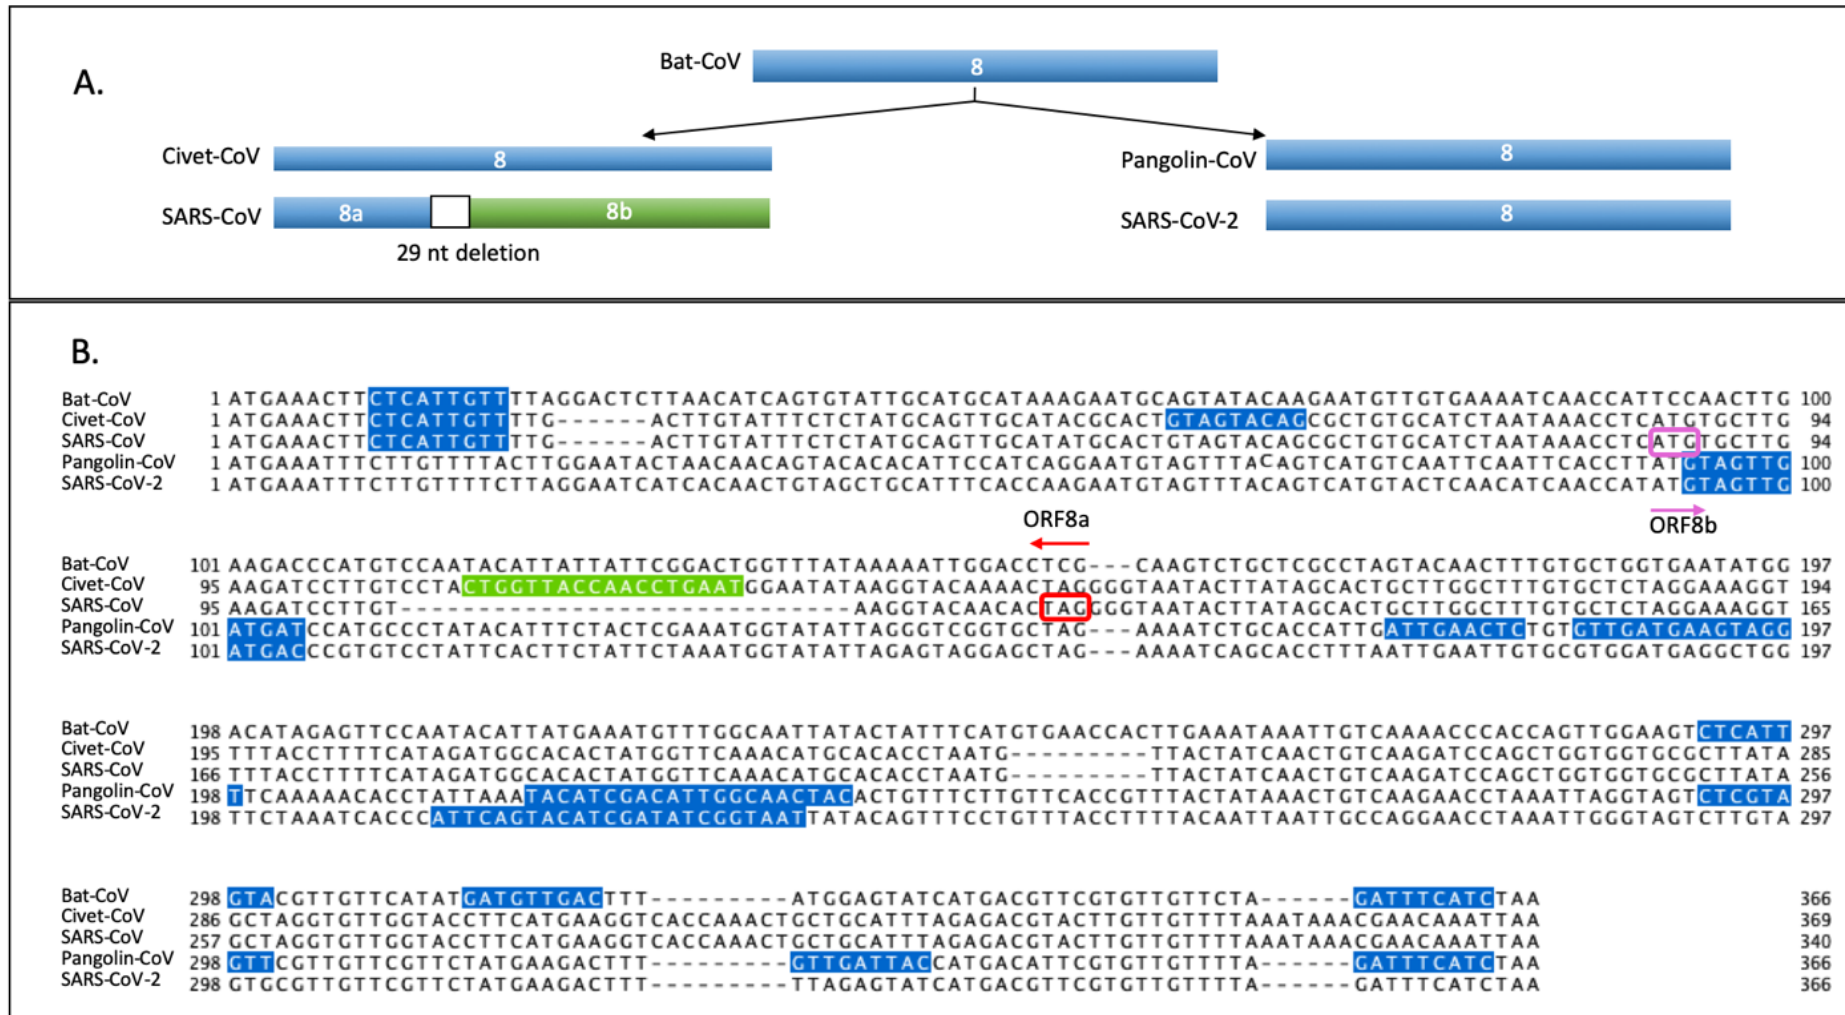 A.
Bat-CoV 8
Civet-CoV 8
Pangolin-CoV 8
SARS-CoV 8a 8b
SARS-CoV-2 8
29 nt deletion
B.
Bat-CoV 1 ATGAAACTTCTCATTGTTTTAGGACTCTTAACATCAGTGTATTGCATGCATAAAGAATGCAGTATACAAGAATGTTGTGAAAATCAACCATTCCAACTTG 100
Civet-CoV 1 ATGAAACTTCTCATTGTTTTG------ACTTGTATTTCTCTATGCAGTTGCATACGCACTGTAGTACAGCGCTGTGCATCTAATAAACCTCATGTGCTTG 94
SARS-CoV 1 ATGAAACTTCTCATTGTTTTG------ACTTGTATTTCTCTATGCAGTTGCATATGCACTGTAGTACAGCGCTGTGCATCTAATAAACCTCATGTGCTTG 94
Pangolin-CoV 1 ATGAAATTTCTTGTTTTACTTGGAATACTAACAACAGTACACACATTCCATCAGGAATGTAGTTTACAGTCATGTCAATTCAATTCACCTTATGTAGTTG 100
SARS-CoV-2 1 ATGAAATTTCTTGTTTTCTTAGGAATCATCACAACTGTAGCTGCATTTCACCAAGAATGTAGTTTACAGTCATGTACTCAACATCAACCATATGTAGTTG 100
ORF8a
ORF8b
Bat-CoV 101 AAGACCCATGTCCAATACATTATTATTCGGACTGGTTTATAAAAATTGGACCTCG---CAAGTCTGCTCGCCTAGTACAACTTTGTGCTGGTGAATATGG 197
Civet-CoV 95 AAGATCCTTGTCCTACTGGTTACCAACCTGAATGGAATATAAGGTACAAAACTAGGGGTAATACTTATAGCACTGCTTGGCTTTGTGCTCTAGGAAAGGT 194
SARS-CoV 95 AAGATCCTTGT-----------------------------AAGGTACAACACTAGGGGTAATACTTATAGCACTGCTTGGGTTTGTGCTCTAGGAAAGGT 165
Pangolin-CoV 101 ATGATCCATGCCCTATACATTTCTACTCGAAATGGTATATTAGGGTCGGTGCTAG---AAAATCTGCACCATTGATTGAACTCTGTGTTGATGAAGTAGG 197
SARS-CoV-2 101 ATGACCCGTGTCCTATTCACTTCTATTCTAAATGGTATATTAGAGTAGGAGCTAG---AAAATCAGCACCTTTAATTGAATTGTGCGTGGATGAGGCTGG 197
Bat-CoV 198 ACATAGAGTTCCAATACATTATGAAATGTTTGGCAATTATACTATTTCATGTGAACCACTTGAAATAAATTGTCAAAACCCACCAGTTGGAAGTCTCATT 297
Civet-CoV 195 TTTACCTTTTCATAGATGGCACACTATGGTTCAAACATGCACACCTAATG---------TTACTATCAACTGTCAAGATCCAGCTGGTGGTGCGCTTATA 285
SARS-CoV 166 TTTACCTTTTCATAGATGGCACACTATGGTTCAAACATGCACACCTAATG---------TTACTATCAACTGTCAAGATCCAGCTGGTGGTGCGCTTATA 256
Pangolin-CoV 198 TTCAAAAACACCTATTAAATACATCGACATTGGCAACTACACTGTTTCTTGTTCACCGTTTACTATAAACTGTCAAGAACCTAAATTAGGTAGTCTCGTA 297
SARS-CoV-2 198 TTCTAAATCACCCATTCAGTACATCGATATCGGTAATTATACAGTTTCCTGTTTACCTTTTACAATTAATTGCCAGGAACCTAAATTGGGTAGTCTTGTA 297
Bat-CoV 298 GTACGTTGTTCATATGATGTTGACTTT---------ATGGAGTATCATGACGTTCGTGTTGTTCTA------GATTTCATCTAA 366
Civet-CoV 286 GCTAGGTGTTGGTACCTTCATGAAGGTCACCAAACTGCTGCATTTAGAGACGTACTTGTTGTTTTAAATAAACGAACAAATTAA 369
SARS-CoV 257 GCTAGGTGTTGGTACCTTCATGAAGGTCACCAAACTGCTGCATTTAGAGACGTACTTGTTGTTTTAAATAAACGAACAAATTAA 340
Pangolin-CoV 298 GTTCGTTGTTCGTTCTATGAAGACTTT---------GTTGATTACCATGACATTCGTGTTGTTTTA------GATTTCATCTAA 366
SARS-CoV-2 298 GTGCGTTGTTCGTTCTATGAAGACTTT---------TTAGAGTATCATGACGTTCGTGTTGTTTTA------GATTTCATCTAA 366